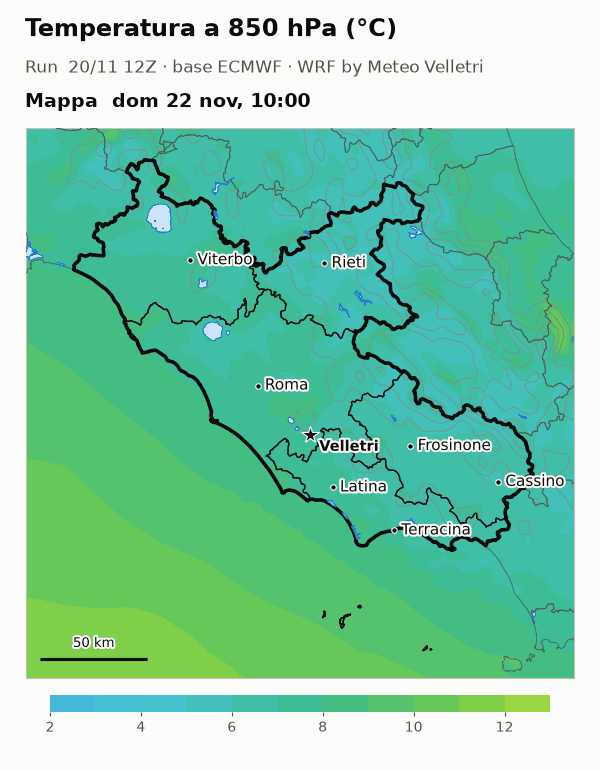 Temperatura a 850 hPa (°C)
Run  20/11 12Z · base ECMWF · WRF by Meteo Velletri
Mappa  dom 22 nov, 10:00
Viterbo
Rieti
Roma
Velletri
Frosinone
Cassino
Latina
Terracina
50 km
2 4 6 8 10 12